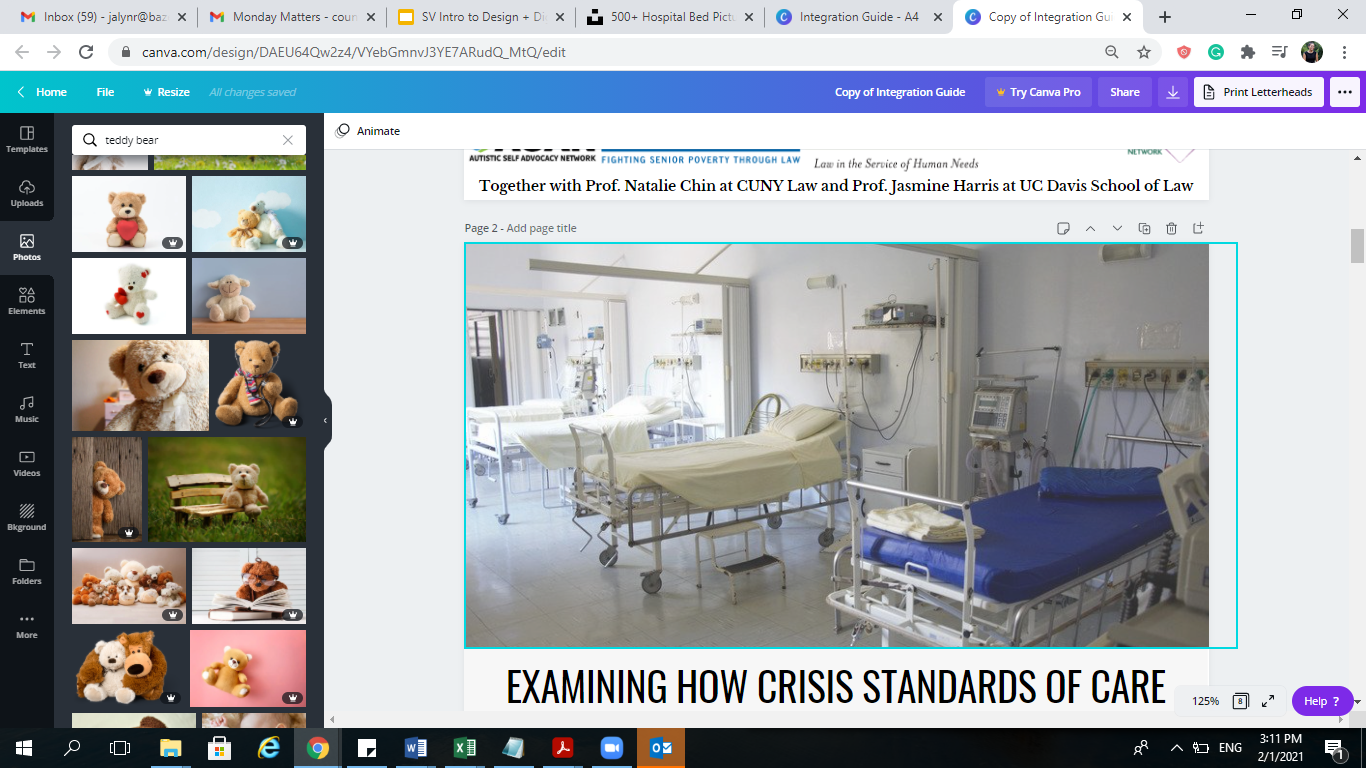 Inbox (59) - jalynr@baz
Monday Matters - coun
SV Intro to Design + Di
500+ Hospital Bed Pictu
Integration Guide - A4
Copy of Integration Gui
canva.com/design/DAEU64Qw2z4/VYebGmnvJ3YE7ARudQ_MtQ/edit
Home File Resize All changes saved Copy of Integration Guide Try Canva Pro Share Print Letterheads
Templates
Uploads
Photos
Elements
Text
Music
Videos
Bkground
Folders
More
teddy bear
Animate
AUTISTIC SELF ADVOCACY NETWORK
FIGHTING SENIOR POVERTY THROUGH LAW
Law in the Service of Human Needs
NETWORK
Together with Prof. Natalie Chin at CUNY Law and Prof. Jasmine Harris at UC Davis School of Law
Page 2 - Add page title
EXAMINING HOW CRISIS STANDARDS OF CARE
125% 8 Help ?
ENG
3:11 PM
2/1/2021
1